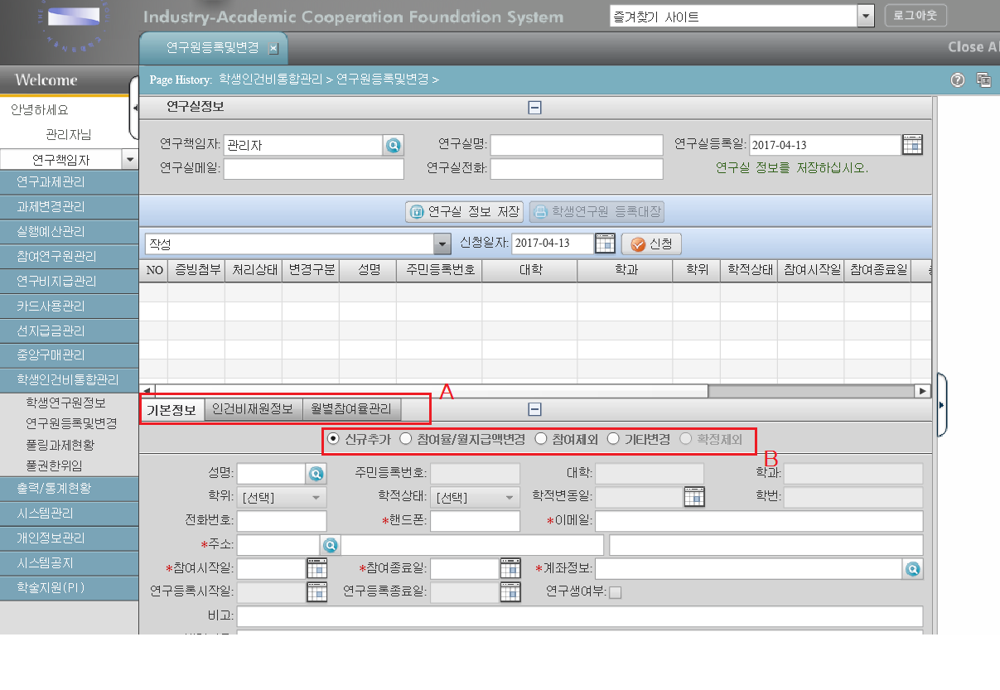 Industry-Academic Cooperation Foundation System
즐겨찾기 사이트
로그아웃
연구원등록및변경
Welcome
Page History: 학생인건비통합관리 > 연구원등록및변경 >
안녕하세요
관리자님
연구책임자
연구과제관리
과제변경관리
실행예산관리
참여연구원관리
연구비지급관리
카드사용관리
선지급금관리
중앙구매관리
학생인건비통합관리
학생연구원정보
연구원등록및변경
풀링과제현황
풀권한위임
출력/통계현황
시스템관리
개인정보관리
시스템공지
학술지원(PI)
연구실정보
연구책임자: 관리자 연구실명: 연구실등록일: 2017-04-13
연구실메일: 연구실전화: 연구실 정보를 저장하십시오.
연구실 정보 저장 학생연구원 등록대장
작성 신청일자: 2017-04-13 신청
NO 증빙첨부 처리상태 변경구분 성명 주민등록번호 대학 학과 학위 학적상태 참여시작일 참여종료일
A
기본정보 인건비재원정보 월별참여율관리
신규추가 참여율/월지급액변경 참여제외 기타변경 확정제외
B
성명: 주민등록번호: 대학: 학과:
학위: [선택] 학적상태: [선택] 학적변동일: 학번:
전화번호: *핸드폰: *이메일:
*주소:
*참여시작일: *참여종료일: *계좌정보:
연구등록시작일: 연구등록종료일: 연구생여부:
비고: